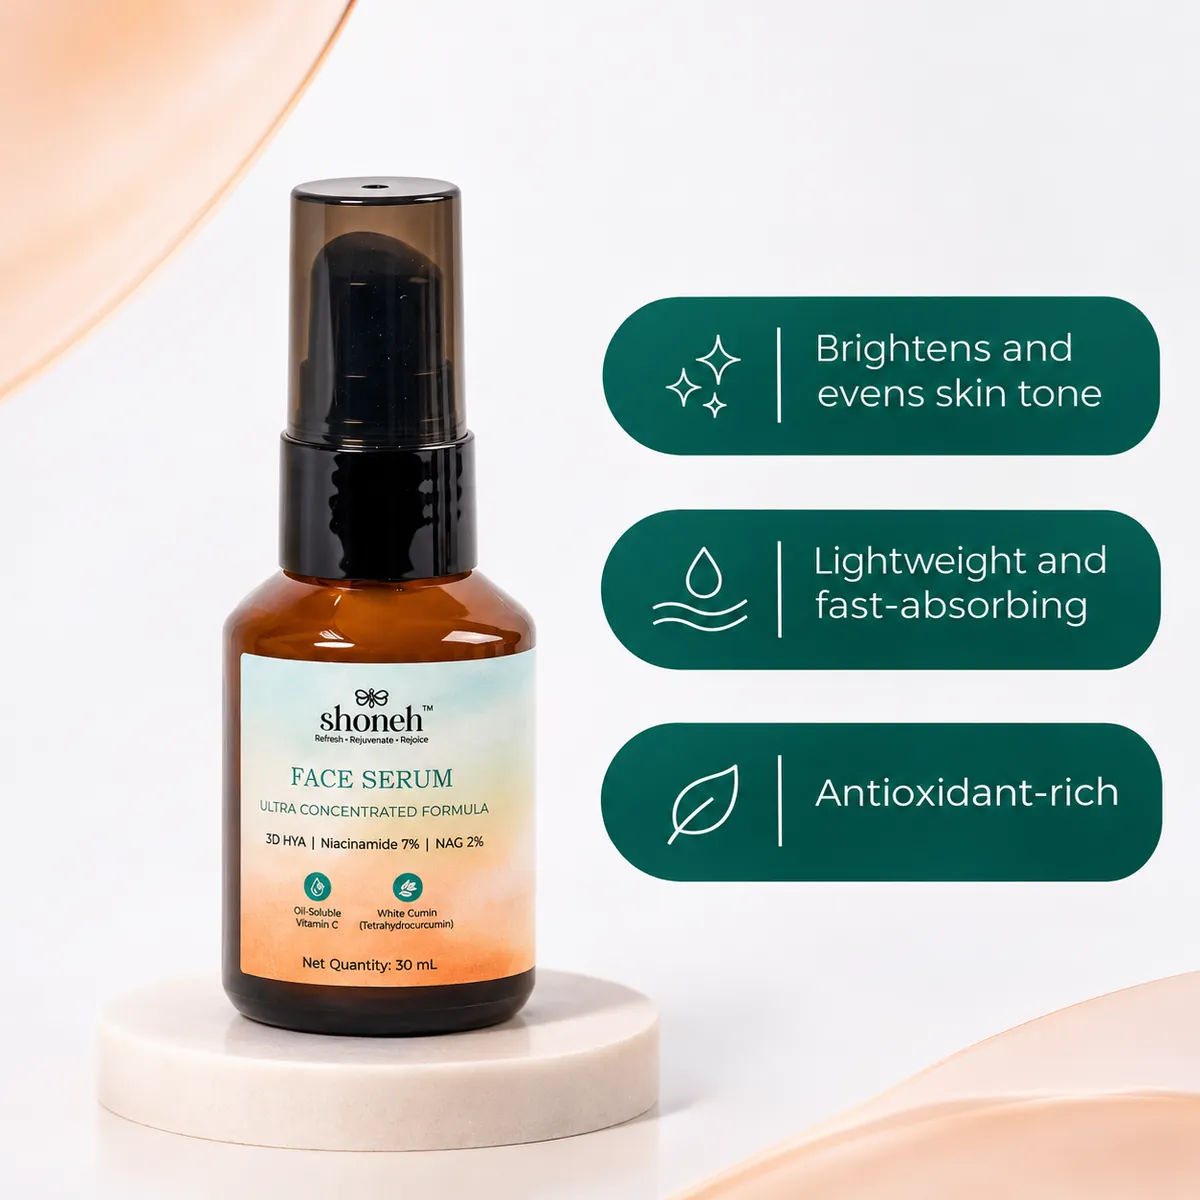 shoneh™
Refresh • Rejuvenate • Rejoice
FACE SERUM
ULTRA CONCENTRATED FORMULA
3D HYA | Niacinamide 7% | NAG 2%
Oil-Soluble
Vitamin C
White Cumin
(Tetrahydrocurcumin)
Net Quantity: 30 mL
Brightens and
evens skin tone
Lightweight and
fast-absorbing
Antioxidant-rich